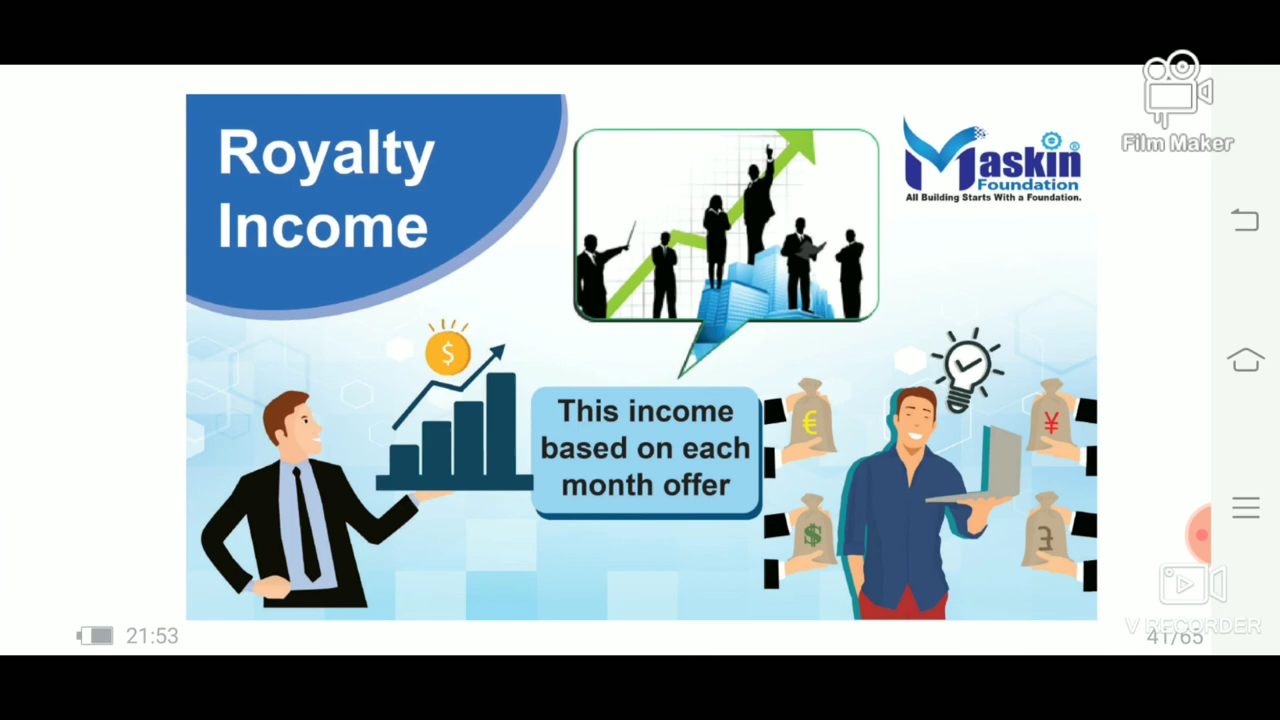 Royalty
Income
Maskin
Foundation
All Building Starts With a Foundation.
Film Maker
$
This income
based on each
month offer
€
¥
$
V RECORDER
21:53
41/65